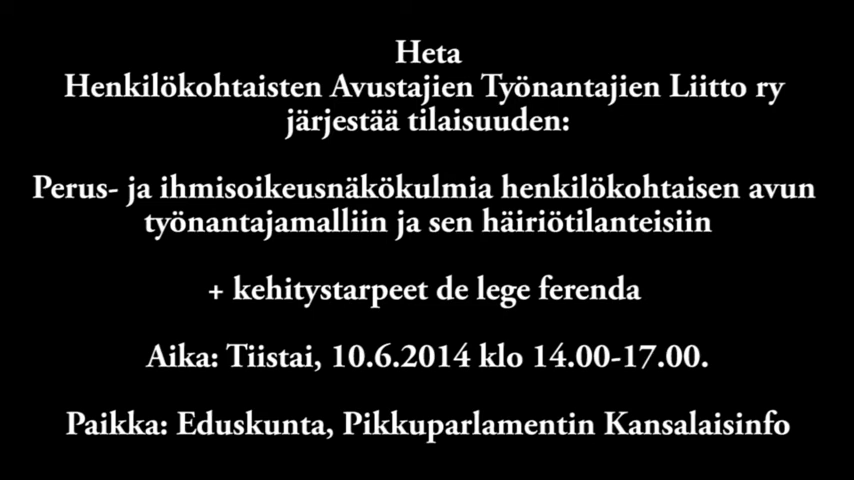 Heta
Henkilökohtaisten Avustajien Työnantajien Liitto ry
järjestää tilaisuuden:
Perus- ja ihmisoikeusnäkökulmia henkilökohtaisen avun
työnantajamalliin ja sen häiriötilanteisiin
+ kehitystarpeet de lege ferenda
Aika: Tiistai, 10.6.2014 klo 14.00-17.00.
Paikka: Eduskunta, Pikkuparlamentin Kansalaisinfo